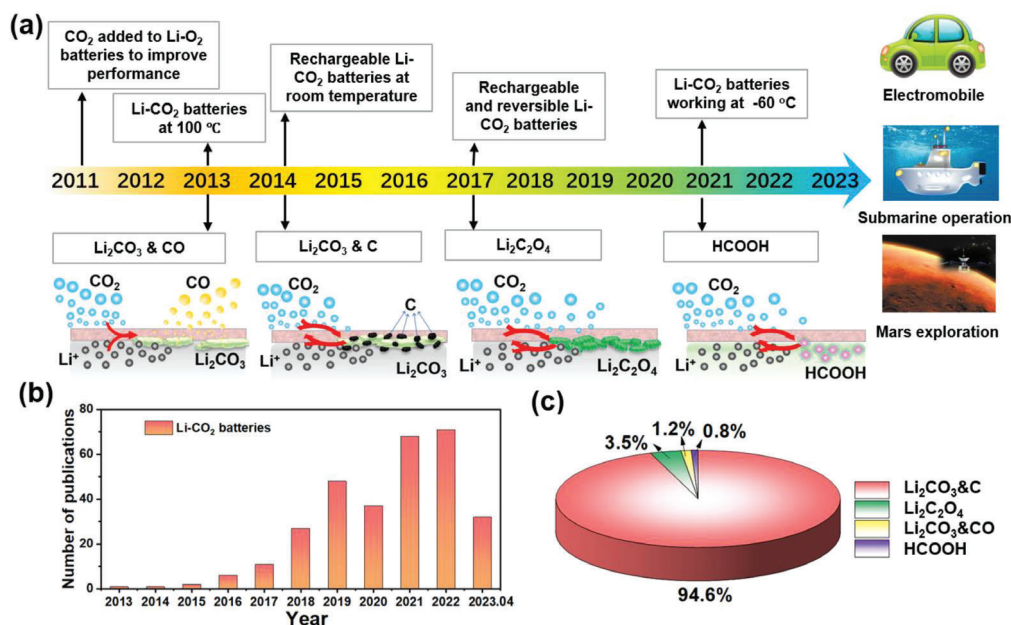 (a)
CO₂ added to Li-O₂
batteries to improve
performance
Li-CO₂ batteries
at 100 ℃
Rechargeable Li-
CO₂ batteries at
room temperature
Rechargeable
and reversible Li-
CO₂ batteries
Li-CO₂ batteries
working at -60 °C
Electromobile
2011 2012 2013 2014 2015 2016 2017 2018 2019 2020 2021 2022 2023
Submarine operation
Li₂CO₃ & CO
Li₂CO₃ & C
Li₂C₂O₄
HCOOH
Mars exploration
CO₂
CO
Li⁺
Li₂CO₃
CO₂
C
Li⁺
Li₂CO₃
CO₂
Li⁺
Li₂C₂O₄
CO₂
Li⁺
HCOOH
(b)
Number of publications
80
60
40
20
0
Li-CO₂ batteries
2013 2014 2015 2016 2017 2018 2019 2020 2021 2022 2023.04
Year
(c)
3.5%
1.2%
0.8%
94.6%
Li₂CO₃&C
Li₂C₂O₄
Li₂CO₃&CO
HCOOH